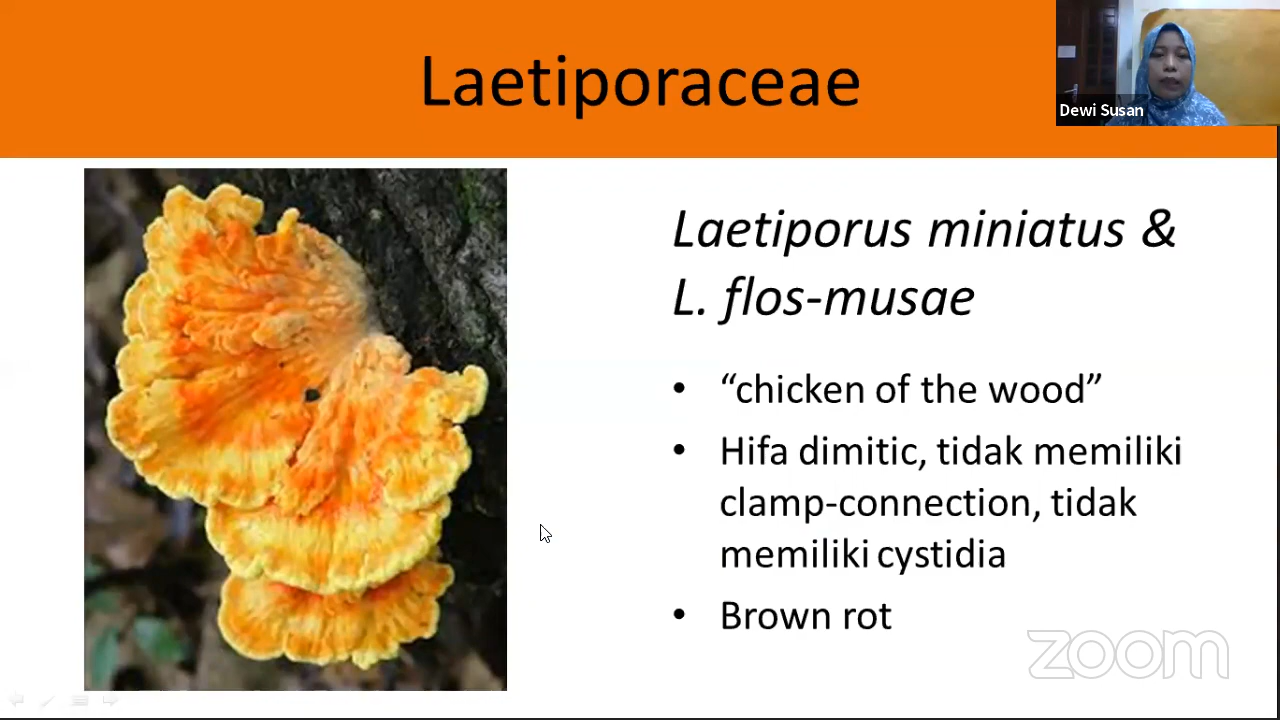 Laetiporaceae
Dewi Susan
Laetiporus miniatus &
L. flos-musae
• “chicken of the wood”
• Hifa dimitic, tidak memiliki
clamp-connection, tidak
memiliki cystidia
• Brown rot
zoom